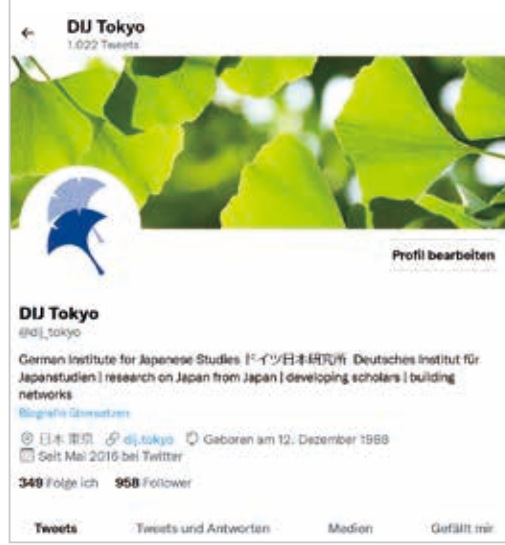 DIJ Tokyo
1.022 Tweets
Profil bearbeiten
DIJ Tokyo
@dij_tokyo
German Institute for Japanese Studies ドイツ日本研究所 Deutsches Institut für
Japanstudien | research on Japan from Japan | developing scholars | building
networks
Biografie übersetzen
日本 東京 dij.tokyo Geboren am 12. Dezember 1988
Seit Mai 2016 bei Twitter
349 Folge ich 958 Follower
Tweets Tweets und Antworten Medien Gefällt mir